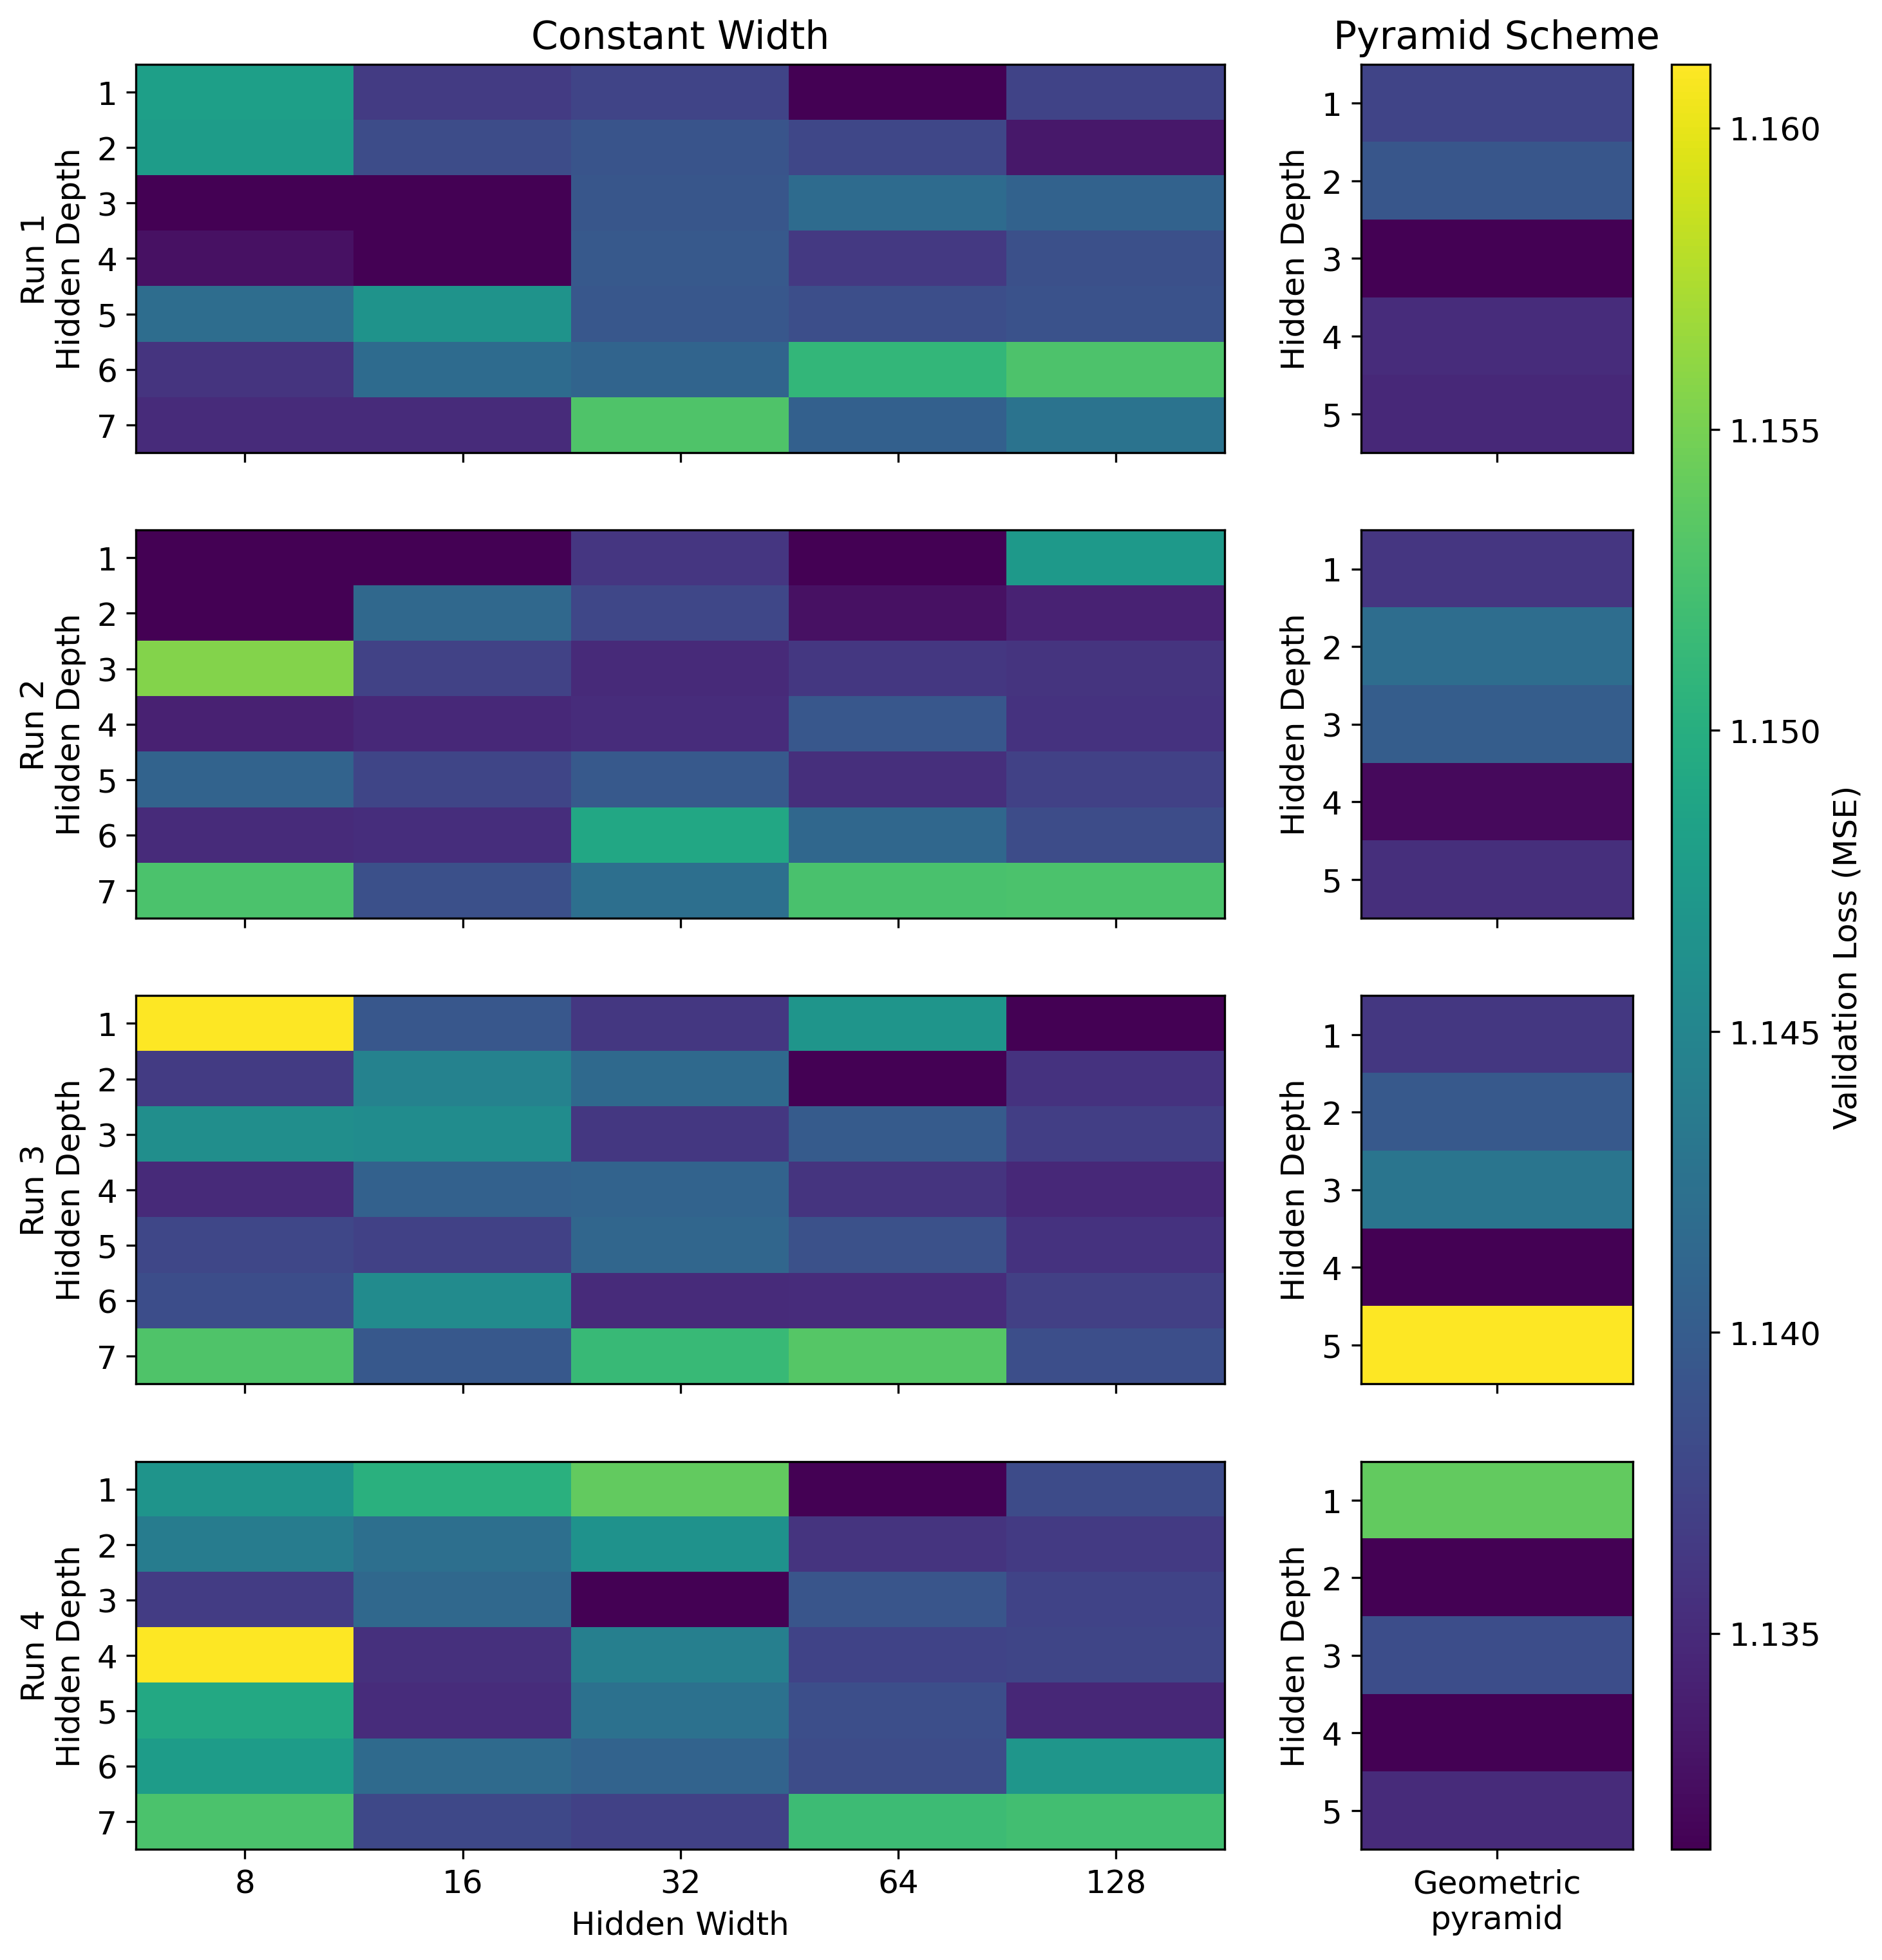 Constant Width
Pyramid Scheme
Run 1
Hidden Depth
1
2
3
4
5
6
7
Hidden Depth
1
2
3
4
5
Run 2
Hidden Depth
1
2
3
4
5
6
7
Hidden Depth
1
2
3
4
5
Run 3
Hidden Depth
1
2
3
4
5
6
7
Hidden Depth
1
2
3
4
5
Run 4
Hidden Depth
1
2
3
4
5
6
7
8 16 32 64 128
Hidden Width
Hidden Depth
1
2
3
4
5
Geometric
pyramid
1.160
1.155
1.150
1.145
1.140
1.135
Validation Loss (MSE)